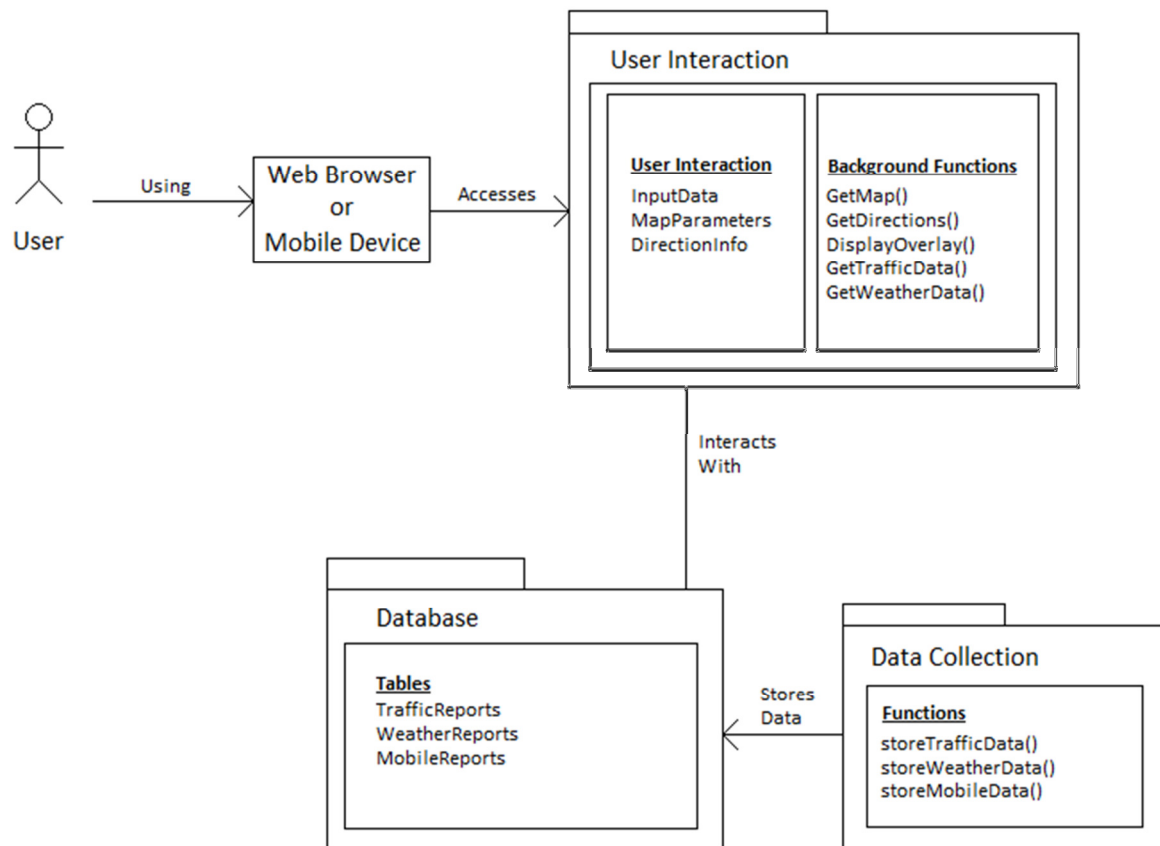 User Interaction
User Interaction
InputData
MapParameters
DirectionInfo
Background Functions
GetMap()
GetDirections()
DisplayOverlay()
GetTrafficData()
GetWeatherData()
User
Using
Web Browser
or
Mobile Device
Accesses
Interacts
With
Database
Tables
TrafficReports
WeatherReports
MobileReports
Stores
Data
Data Collection
Functions
storeTrafficData()
storeWeatherData()
storeMobileData()